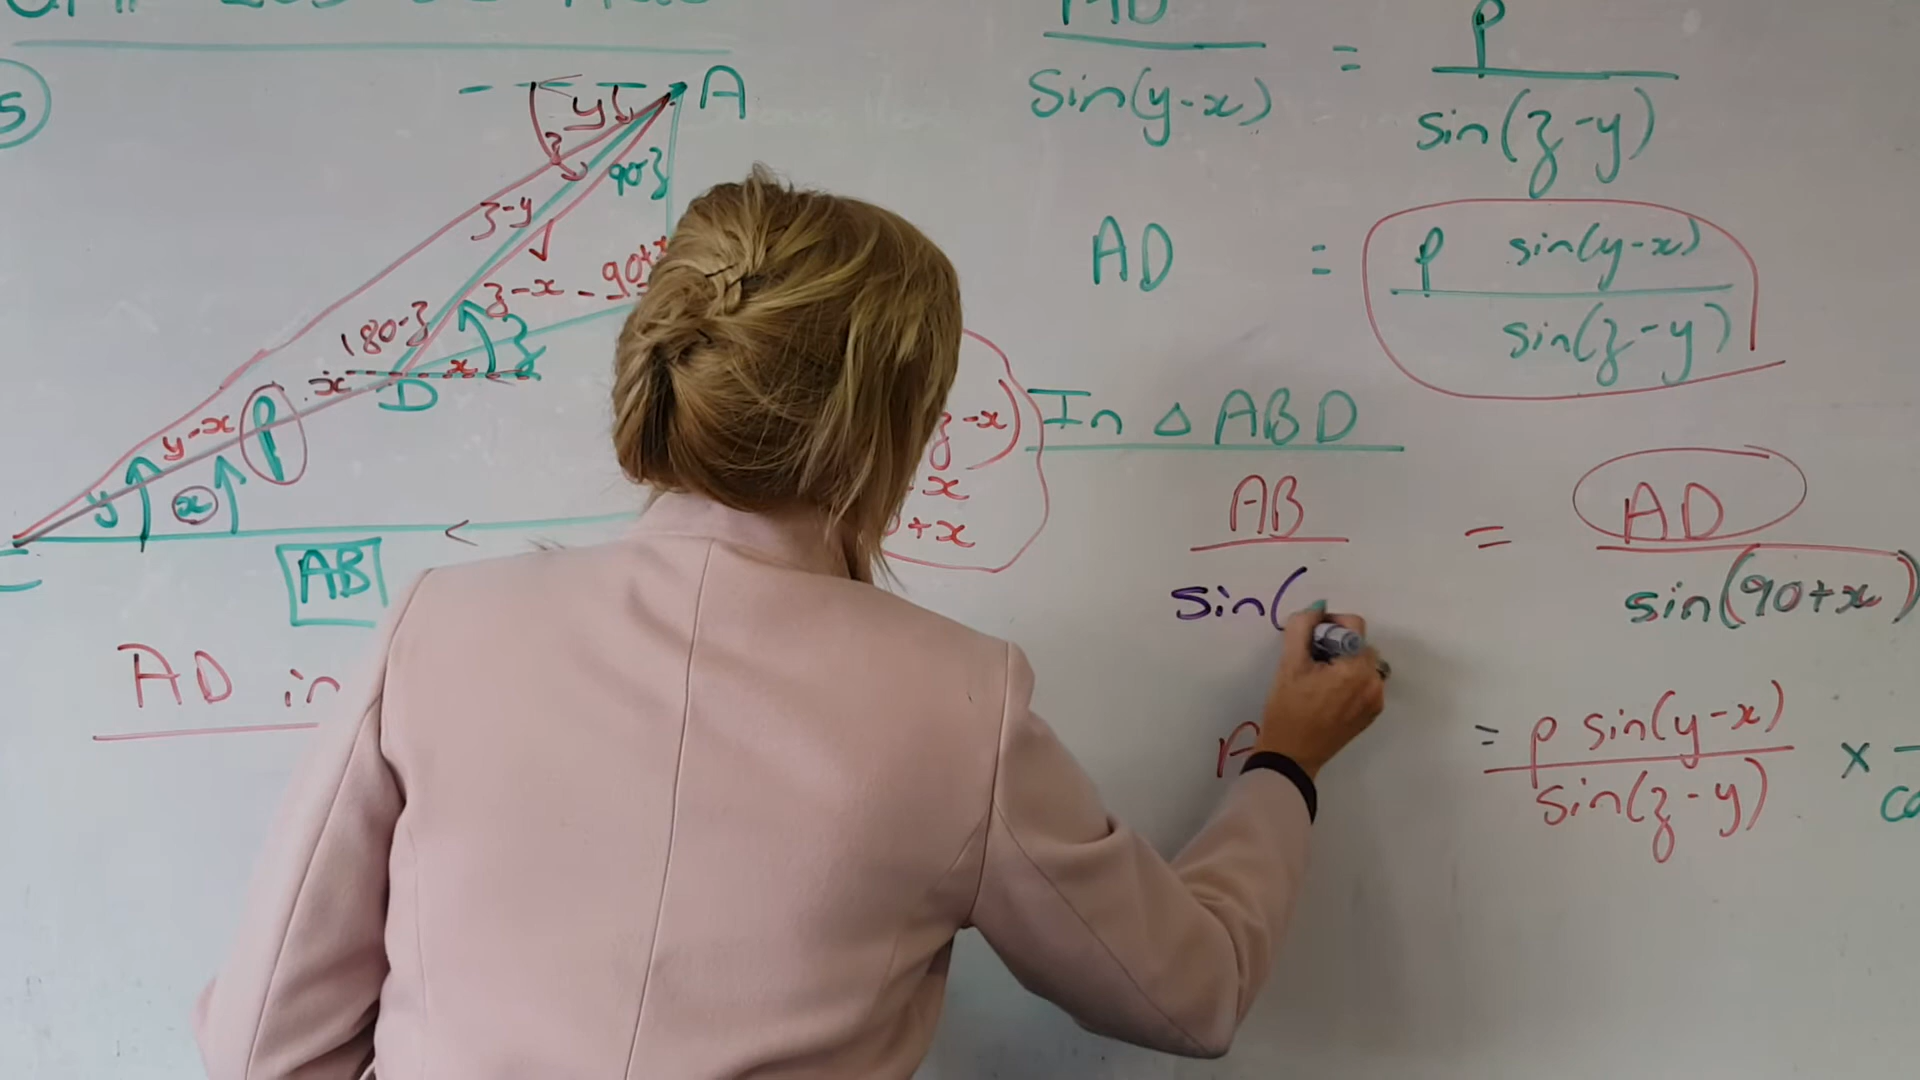 5
A
y
z
90-z
z-y
z-x
180-z
x
x
D
z
p
y-x
y
x
AB
AD in
-x)
-x
+x
AD/sin(y-x) = p/sin(z-y)
AD = p sin(y-x)/sin(z-y)
In △ ABD
AB/sin( = AD/sin(90+x)
= p sin(y-x)/sin(z-y) ×